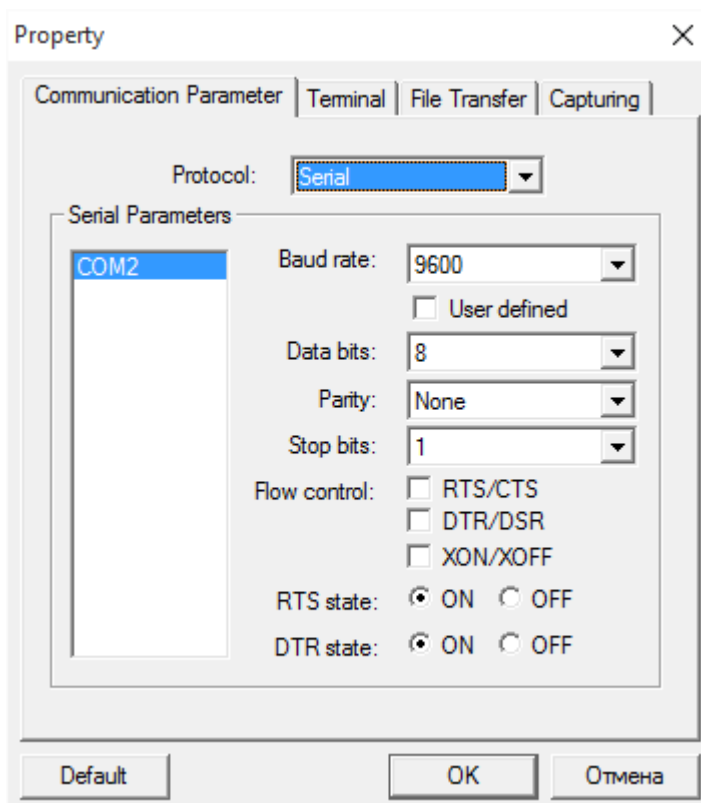 Property
Communication Parameter Terminal File Transfer Capturing
Protocol: Serial
Serial Parameters
COM2
Baud rate: 9600
User defined
Data bits: 8
Parity: None
Stop bits: 1
Flow control: RTS/CTS
DTR/DSR
XON/XOFF
RTS state: ON OFF
DTR state: ON OFF
Default OK Отмена